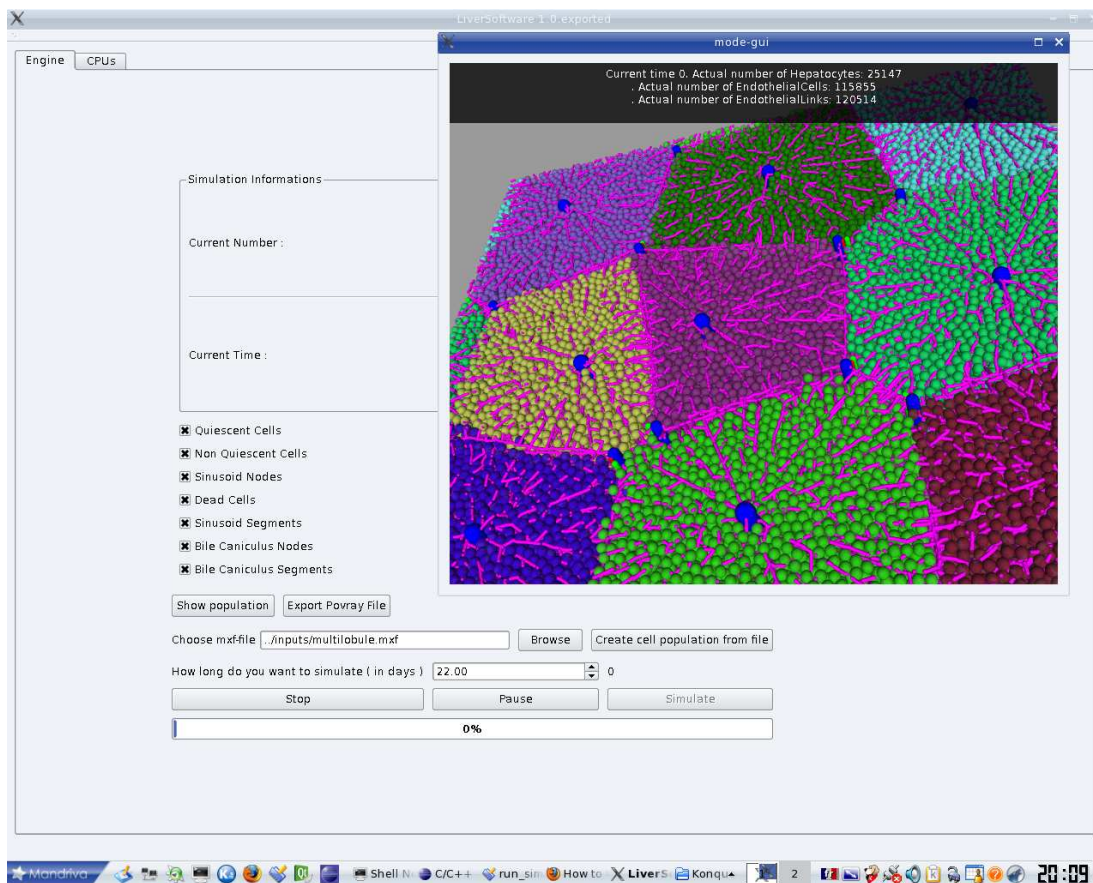 LiverSoftware 1.0.exported
mode-gui
Engine
CPUs
Current time 0. Actual number of Hepatocytes: 25147
. Actual number of EndothelialCells: 115855
. Actual number of EndothelialLinks: 120514
Simulation Informations
Current Number :
Current Time :
Quiescent Cells
Non Quiescent Cells
Sinusoid Nodes
Dead Cells
Sinusoid Segments
Bile Caniculus Nodes
Bile Caniculus Segments
Show population
Export Povray File
Choose mxf-file
../inputs/multilobule.mxf
Browse
Create cell population from file
How long do you want to simulate ( in days )
22.00
0
Stop
Pause
Simulate
0%
Mandriva
Shell N
C/C++
run_sim
How to
LiverS
Konqu
2
20:09